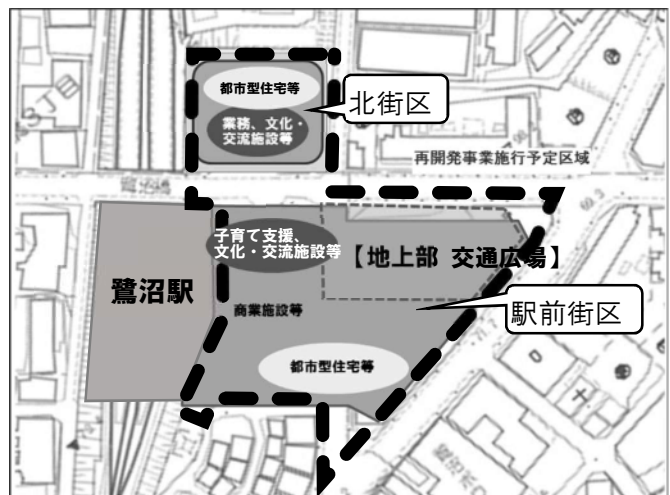 都市型住宅等
北街区
業務、文化・
交流施設等
再開発事業施行予定区域
子育て支援、
文化・交流施設等
【地上部 交通広場】
鷺沼駅
商業施設等
駅前街区
都市型住宅等